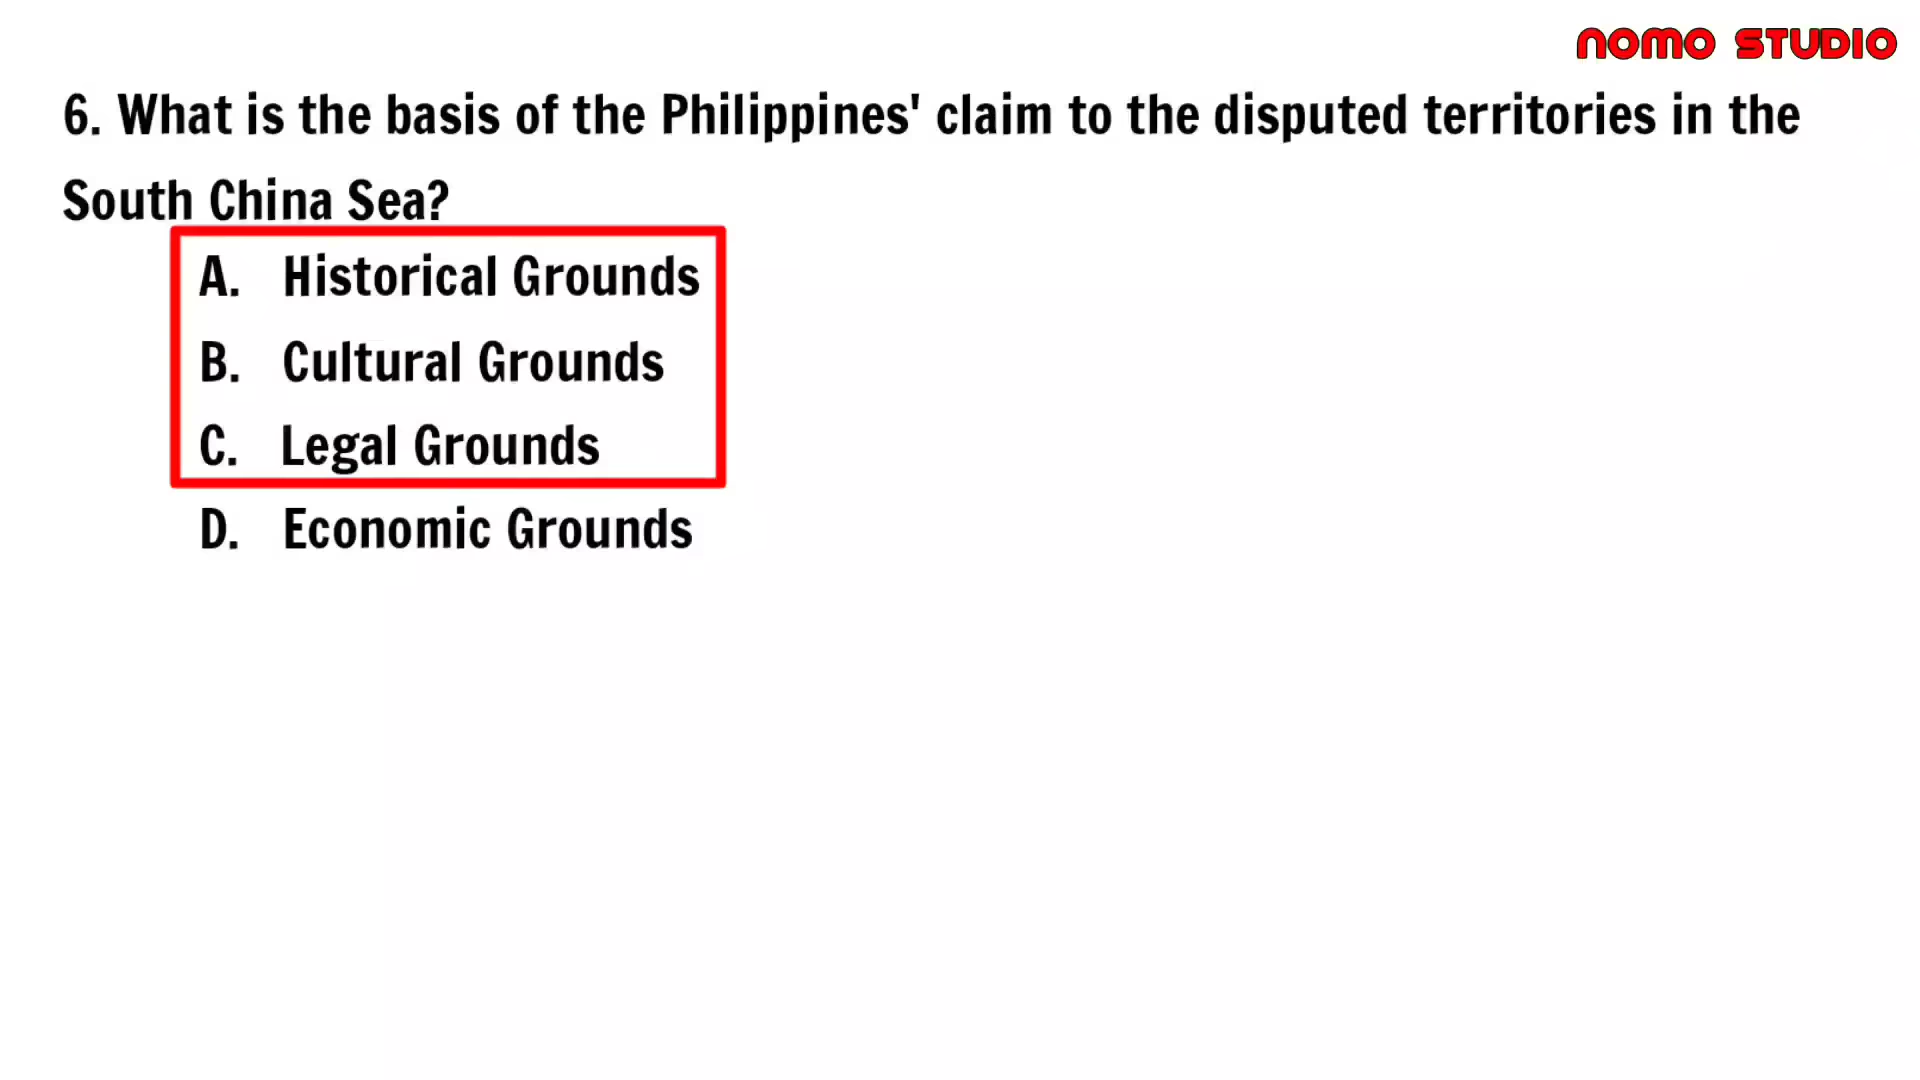 NOMO STUDIO
6. What is the basis of the Philippines' claim to the disputed territories in the
South China Sea?
A. Historical Grounds
B. Cultural Grounds
C. Legal Grounds
D. Economic Grounds